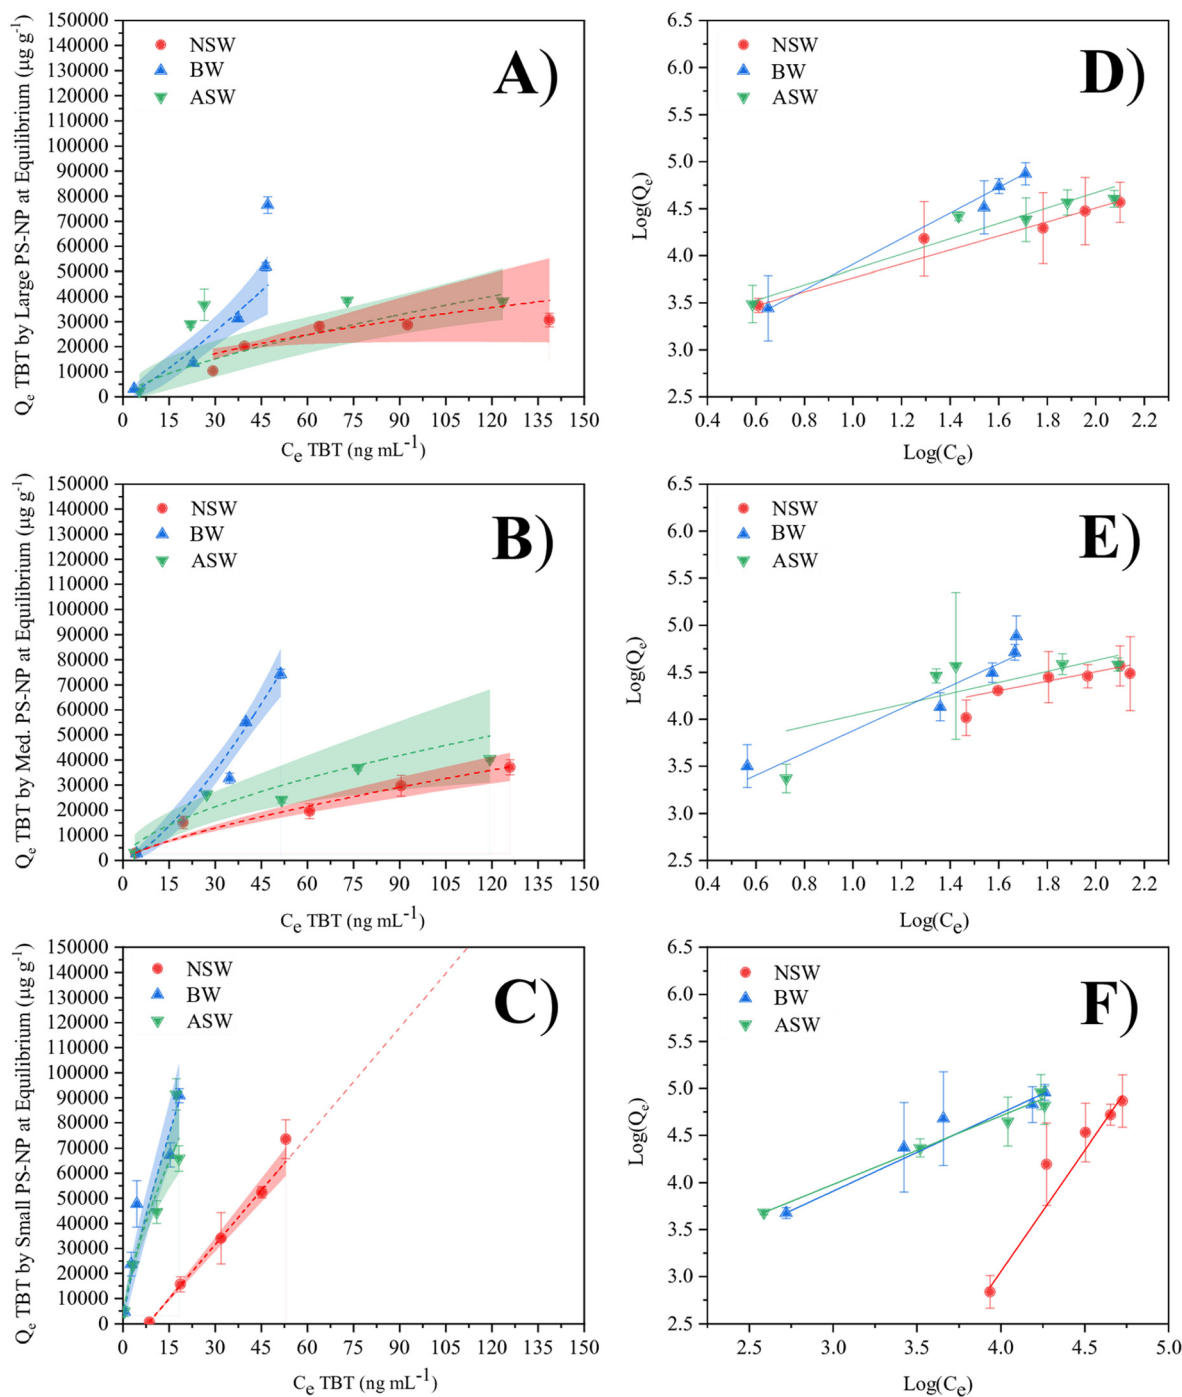 Qe TBT by Large PS-NP at Equilibrium (µg g-1)
150000
140000
130000
120000
110000
100000
90000
80000
70000
60000
50000
40000
30000
20000
10000
0
NSW
BW
ASW
A)
0 15 30 45 60 75 90 105 120 135 150
Ce TBT (ng mL-1)
Log(Qe)
6.5
6.0
5.5
5.0
4.5
4.0
3.5
3.0
2.5
NSW
BW
ASW
D)
0.4 0.6 0.8 1.0 1.2 1.4 1.6 1.8 2.0 2.2
Log(Ce)
Qe TBT by Med. PS-NP at Equilibrium (µg g-1)
150000
140000
130000
120000
110000
100000
90000
80000
70000
60000
50000
40000
30000
20000
10000
0
NSW
BW
ASW
B)
0 15 30 45 60 75 90 105 120 135 150
Ce TBT (ng mL-1)
Log(Qe)
6.5
6.0
5.5
5.0
4.5
4.0
3.5
3.0
2.5
NSW
BW
ASW
E)
0.4 0.6 0.8 1.0 1.2 1.4 1.6 1.8 2.0 2.2
Log(Ce)
Qe TBT by Small PS-NP at Equilibrium (µg g-1)
150000
140000
130000
120000
110000
100000
90000
80000
70000
60000
50000
40000
30000
20000
10000
0
NSW
BW
ASW
C)
0 15 30 45 60 75 90 105 120 135 150
Ce TBT (ng mL-1)
Log(Qe)
6.5
6.0
5.5
5.0
4.5
4.0
3.5
3.0
2.5
NSW
BW
ASW
F)
2.5 3.0 3.5 4.0 4.5 5.0
Log(Ce)